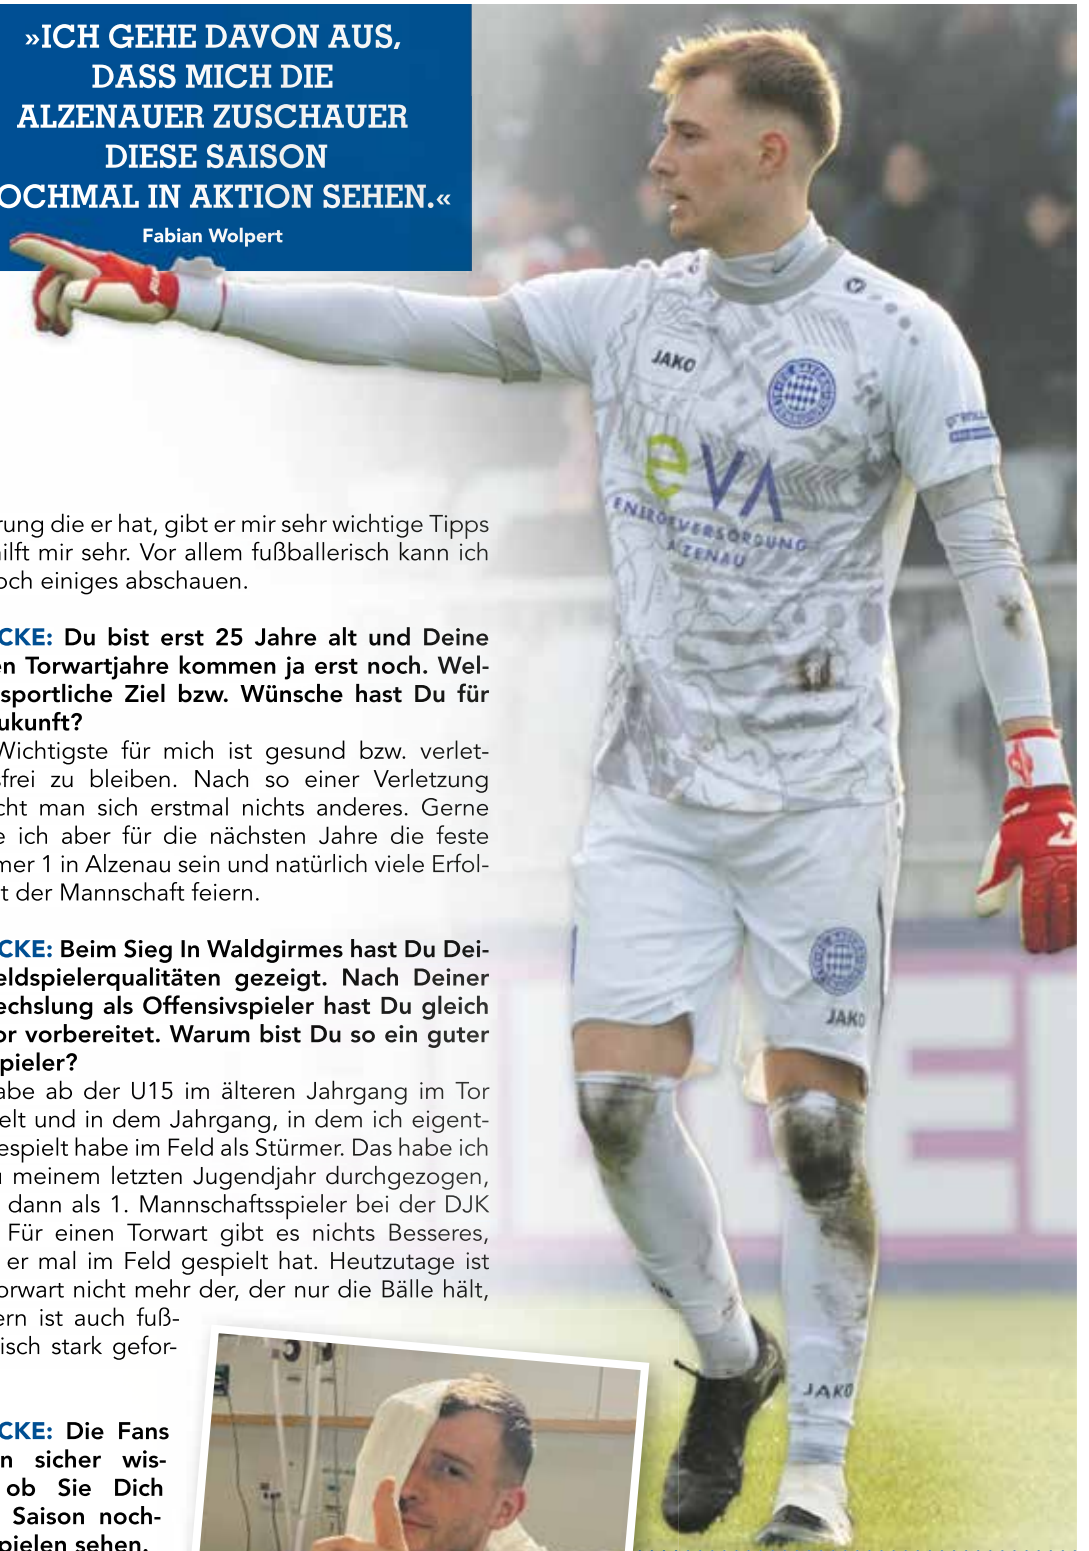 »ICH GEHE DAVON AUS,
DASS MICH DIE
ALZENAUER ZUSCHAUER
DIESE SAISON
OCHMAL IN AKTION SEHEN.«
Fabian Wolpert
rung die er hat, gibt er mir sehr wichtige Tipps
hilft mir sehr. Vor allem fußballerisch kann ich
och einiges abschauen.
CKE: Du bist erst 25 Jahre alt und Deine
en Torwartjahre kommen ja erst noch. Wel-
sportliche Ziel bzw. Wünsche hast Du für
ukunft?
Wichtigste für mich ist gesund bzw. verlet-
sfrei zu bleiben. Nach so einer Verletzung
cht man sich erstmal nichts anderes. Gerne
e ich aber für die nächsten Jahre die feste
mer 1 in Alzenau sein und natürlich viele Erfol-
t der Mannschaft feiern.
CKE: Beim Sieg In Waldgirmes hast Du Dei-
eldspielerqualitäten gezeigt. Nach Deiner
echslung als Offensivspieler hast Du gleich
or vorbereitet. Warum bist Du so ein guter
pieler?
abe ab der U15 im älteren Jahrgang im Tor
elt und in dem Jahrgang, in dem ich eigent-
gespielt habe im Feld als Stürmer. Das habe ich
u meinem letzten Jugendjahr durchgezogen,
dann als 1. Mannschaftsspieler bei der DJK
Für einen Torwart gibt es nichts Besseres,
er mal im Feld gespielt hat. Heutzutage ist
orwart nicht mehr der, der nur die Bälle hält,
ern ist auch fuß-
isch stark gefor-
CKE: Die Fans
n sicher wis-
ob Sie Dich
Saison noch-
pielen sehen.
JAKO
eVA
ENERGIEVERSORGUNG
ALZENAU
JAKO
JAKO